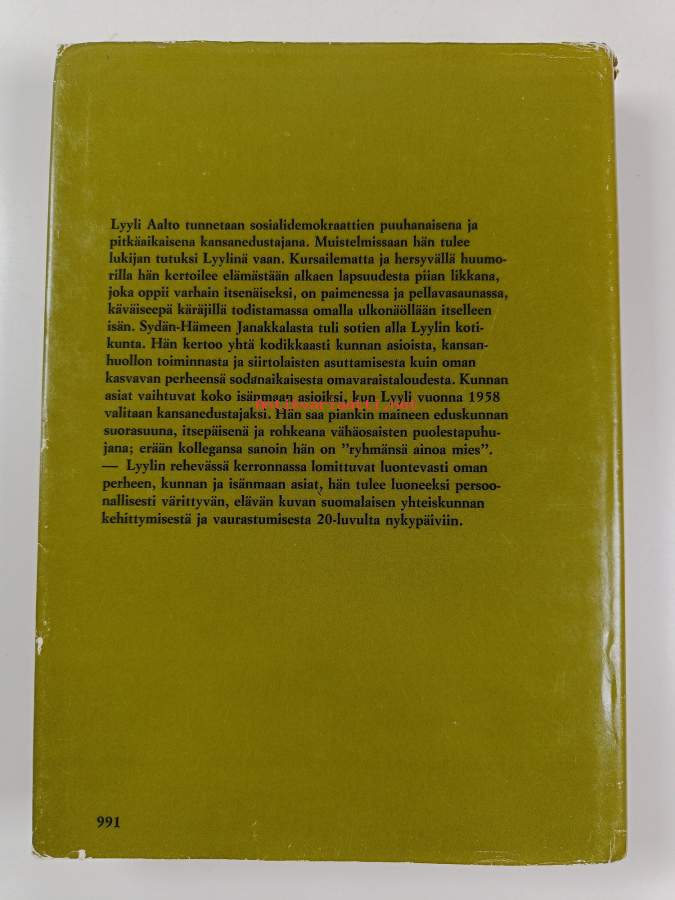 Lyyli Aalto tunnetaan sosialidemokraattien puuhanaisena ja
pitkäaikaisena kansanedustajana. Muistelmissaan hän tulee
lukijan tutuksi Lyylinä vaan. Kursailematta ja hersyvällä huumo-
rilla hän kertoilee elämästään alkaen lapsuudesta piian likkana,
joka oppii varhain itsenäiseksi, on paimenessa ja pellavasaunassa,
käväiseepä käräjillä todistamassa omalla ulkonäöllään itselleen
isän. Sydän-Hämeen Janakkalasta tuli sotien alla Lyylin koti-
kunta. Hän kertoo yhtä kodikkaasti kunnan asioista, kansan-
huollon toiminnasta ja siirtolaisten asuttamisesta kuin oman
kasvavan perheensä sodanaikaisesta omavaraistaloudesta. Kunnan
asiat vaihtuvat koko isänmaan asioiksi, kun Lyyli vuonna 1958
valitaan kansanedustajaksi. Hän saa piankin maineen eduskunnan
suorasuuna, itsepäisenä ja rohkeana vähäosaisten puolestapuhu-
jana; erään kollegansa sanoin hän on ”ryhmänsä ainoa mies”.
— Lyylin rehevässä kerronnassa lomittuvat luontevasti oman
perheen, kunnan ja isänmaan asiat, hän tulee luoneeksi persoo-
nallisesti värittyvän, elävän kuvan suomalaisen yhteiskunnan
kehittymisestä ja vaurastumisesta 20-luvulta nykypäiviin.
991